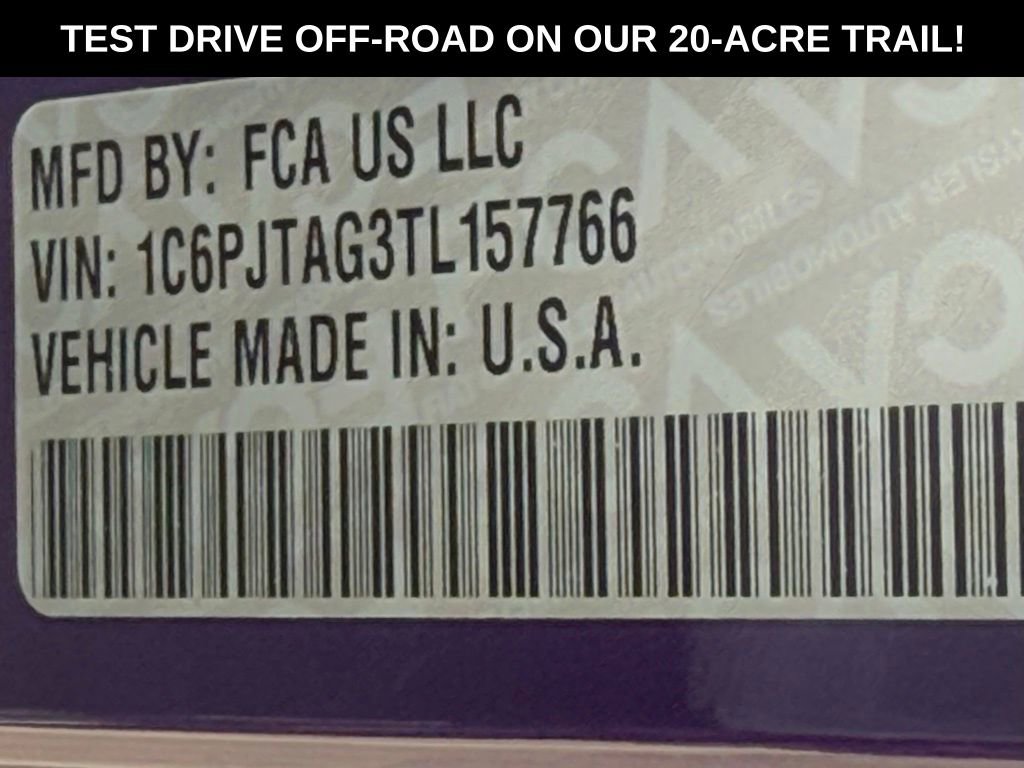 TEST DRIVE OFF-ROAD ON OUR 20-ACRE TRAIL!
MFD BY: FCA US LLC
VIN: 1C6PJTAG3TL157766
VEHICLE MADE IN: U.S.A.